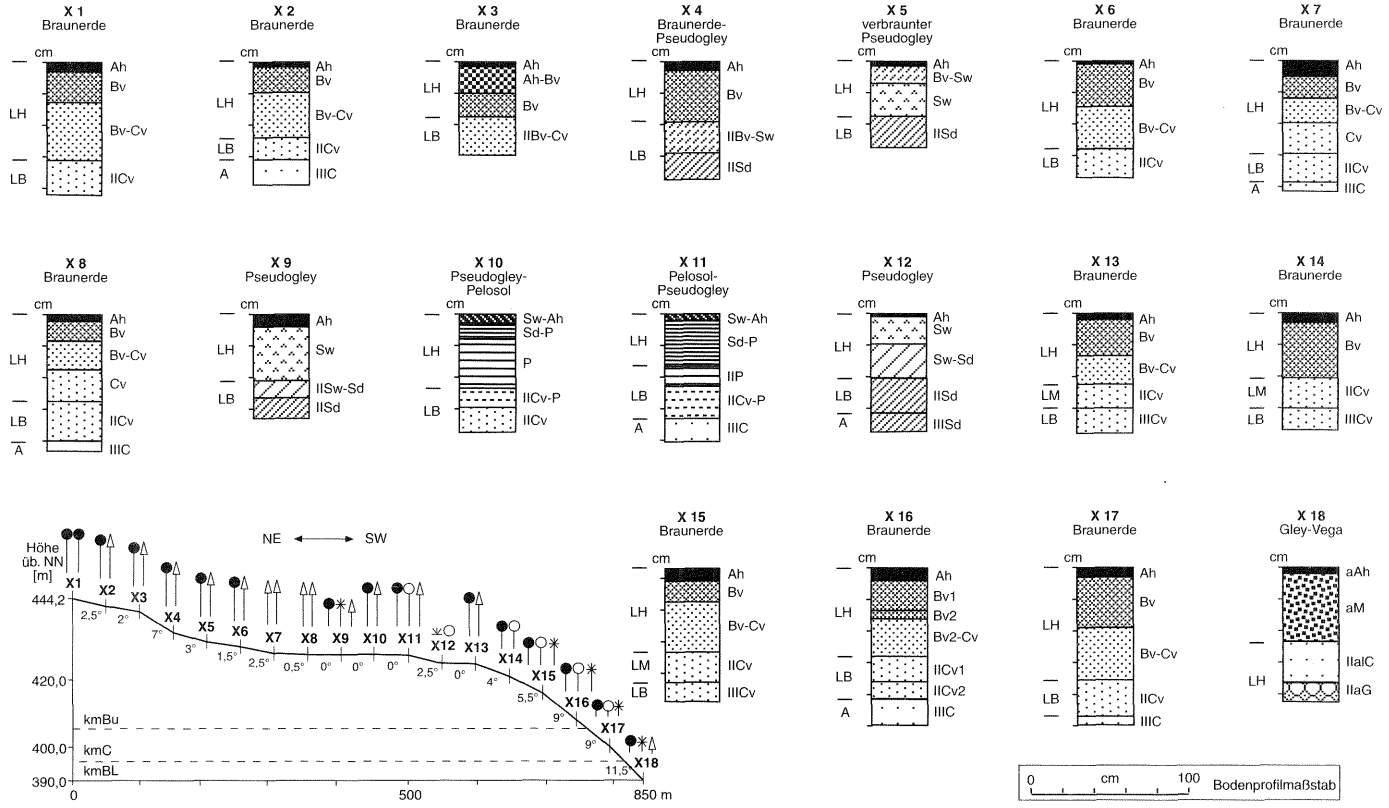 X 1
Braunerde
cm
Ah
Bv
LH
Bv-Cv
LB
IICv
X 2
Braunerde
cm
Ah
Bv
LH
Bv-Cv
LB
IICv
A
IIIC
X 3
Braunerde
cm
Ah
Ah-Bv
LH
Bv
LB
IIBv-Cv
X 4
Braunerde-
Pseudogley
cm
Ah
LH
Bv
IIBv-Sw
LB
IISd
X 5
verbraunter
Pseudogley
cm
Ah
Bv-Sw
LH
Sw
LB
IISd
X 6
Braunerde
cm
Ah
Bv
LH
Bv-Cv
LB
IICv
X 7
Braunerde
cm
Ah
Bv
LH
Bv-Cv
Cv
LB
IICv
A
IIIC
X 8
Braunerde
cm
Ah
Bv
LH
Bv-Cv
Cv
LB
IICv
A
IIIC
X 9
Pseudogley
cm
Ah
LH
Sw
LB
IISw-Sd
IISd
X 10
Pseudogley-
Pelosol
cm
Sw-Ah
Sd-P
LH
P
IICv-P
LB
IICv
X 11
Pelosol-
Pseudogley
cm
Sw-Ah
LH
Sd-P
IIP
LB
IICv-P
A
IIIC
X 12
Pseudogley
cm
Ah
Sw
LH
Sw-Sd
LB
IISd
A
IIISd
X 13
Braunerde
cm
Ah
Bv
LH
Bv-Cv
LM
IICv
LB
IIICv
X 14
Braunerde
cm
Ah
LH
Bv
LM
IICv
LB
IIICv
X 15
Braunerde
cm
Ah
Bv
LH
Bv-Cv
LM
IICv
LB
IIICv
X 16
Braunerde
cm
Ah
Bv1
LH
Bv2
Bv2-Cv
LB
IICv1
IICv2
A
IIIC
X 17
Braunerde
cm
Ah
Bv
LH
Bv-Cv
LB
IICv
IIIC
X 18
Gley-Vega
cm
aAh
aM
IIalC
LH
IIaG
NE SW
Höhe
üb. NN
[m]
444,2
420,0
400,0
390,0
X1
X2
X3
X4
X5
X6
X7
X8
X9
X10
X11
X12
X13
X14
X15
X16
X17
X18
2,5°
2°
7°
3°
1,5°
2,5°
0,5°
0°
0°
0°
2,5°
0°
4°
5,5°
9°
9°
11,5°
kmBu
kmC
kmBL
0 500 850 m
0 cm 100
Bodenprofilmaßstab